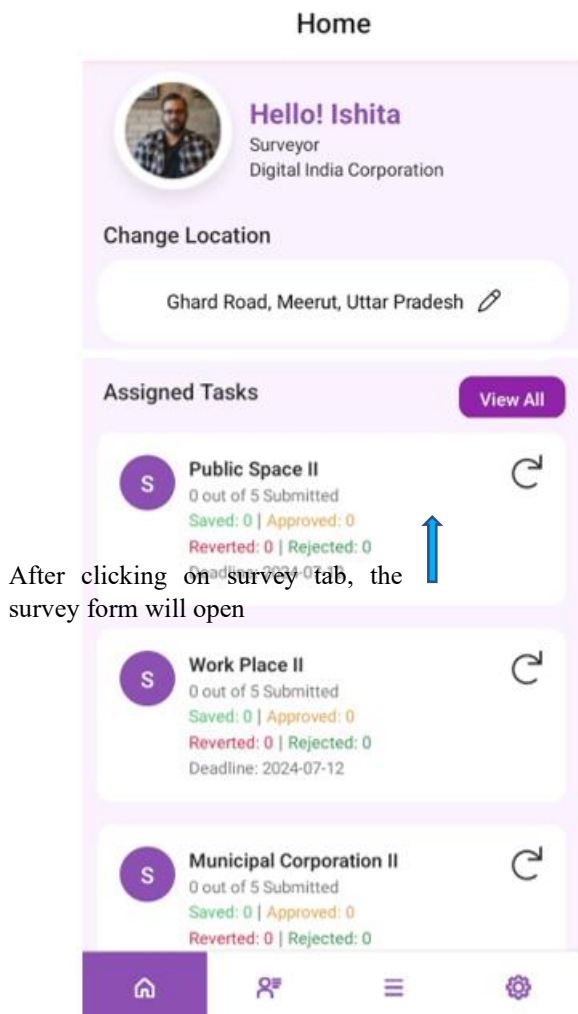 Home
Hello! Ishita
Surveyor
Digital India Corporation
Change Location
Ghard Road, Meerut, Uttar Pradesh
Assigned Tasks
View All
S
Public Space II
0 out of 5 Submitted
Saved: 0 | Approved: 0
Reverted: 0 | Rejected: 0
Deadline: 2024-07-12
After clicking on survey tab, the
survey form will open
S
Work Place II
0 out of 5 Submitted
Saved: 0 | Approved: 0
Reverted: 0 | Rejected: 0
Deadline: 2024-07-12
S
Municipal Corporation II
0 out of 5 Submitted
Saved: 0 | Approved: 0
Reverted: 0 | Rejected: 0